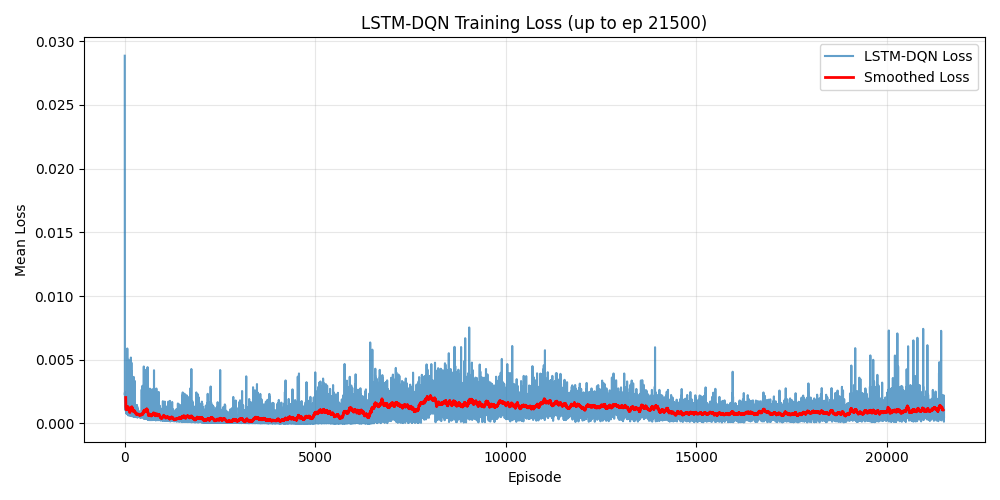 LSTM-DQN Training Loss (up to ep 21500)
LSTM-DQN Loss
Smoothed Loss
Mean Loss
0.030
0.025
0.020
0.015
0.010
0.005
0.000
0
5000
10000
15000
20000
Episode